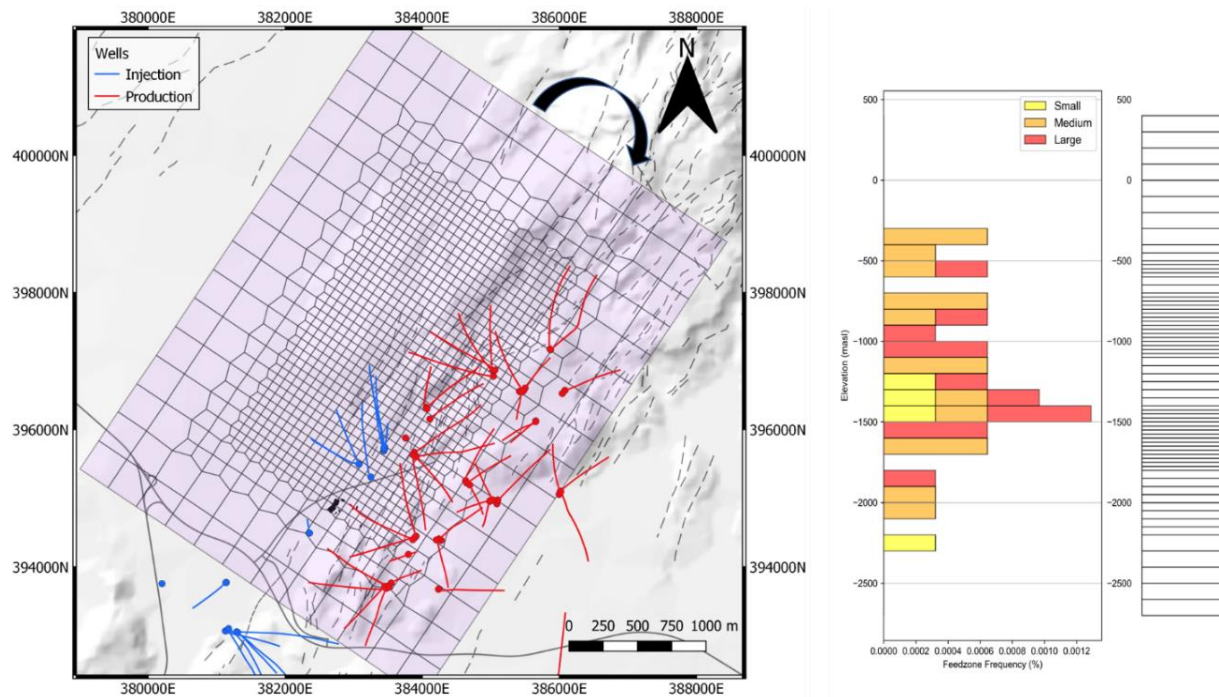 380000E 382000E 384000E 386000E 388000E
Wells
Injection
Production
N
400000N 400000N
398000N 398000N
396000N 396000N
394000N 394000N
0 250 500 750 1000 m
380000E 382000E 384000E 386000E 388000E
Small
Medium
Large
500
0
−500
−1000
−1500
−2000
−2500
Elevation (masl)
0.0000 0.0002 0.0004 0.0006 0.0008 0.0010 0.0012
Feedzone Frequency (%)
500
0
−500
−1000
−1500
−2000
−2500